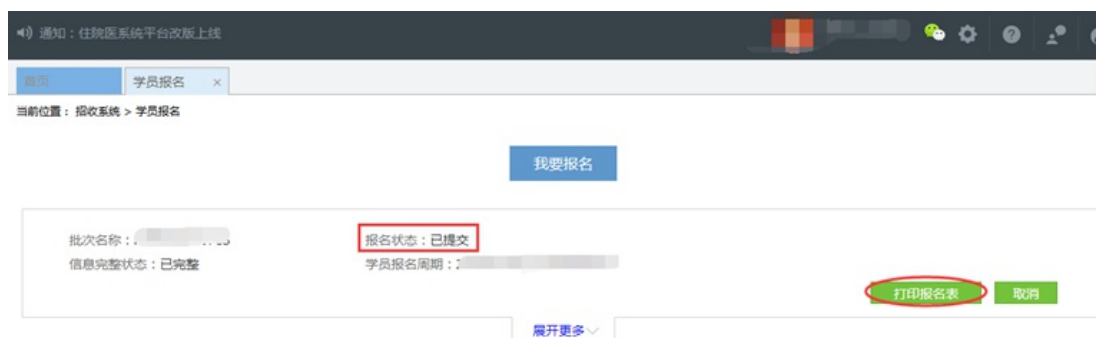 通知：住院医系统平台改版上线
首页 学员报名 ×
当前位置： 招收系统 > 学员报名
我要报名
批次名称： 报名状态：已提交
信息完整状态：已完整 学员报名周期：2
打印报名表 取消
展开更多